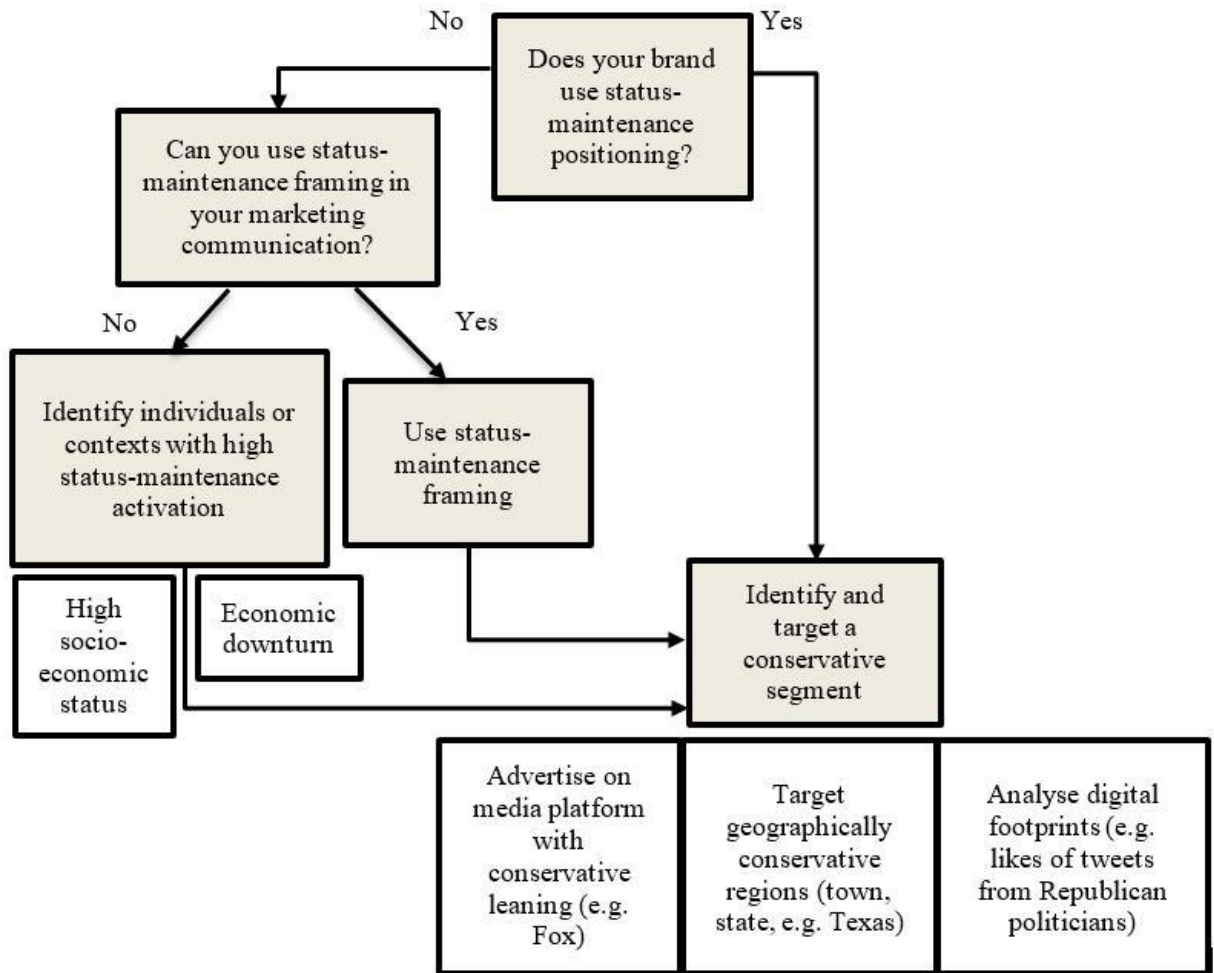 No
Yes
Does your brand
use status-
maintenance
positioning?
Can you use status-
maintenance framing in
your marketing
communication?
No
Yes
Identify individuals or
contexts with high
status-maintenance
activation
Use status-
maintenance
framing
High
socio-
economic
status
Economic
downturn
Identify and
target a
conservative
segment
Advertise on
media platform
with
conservative
leaning (e.g.
Fox)
Target
geographically
conservative
regions (town,
state, e.g. Texas)
Analyse digital
footprints (e.g.
likes of tweets
from Republican
politicians)